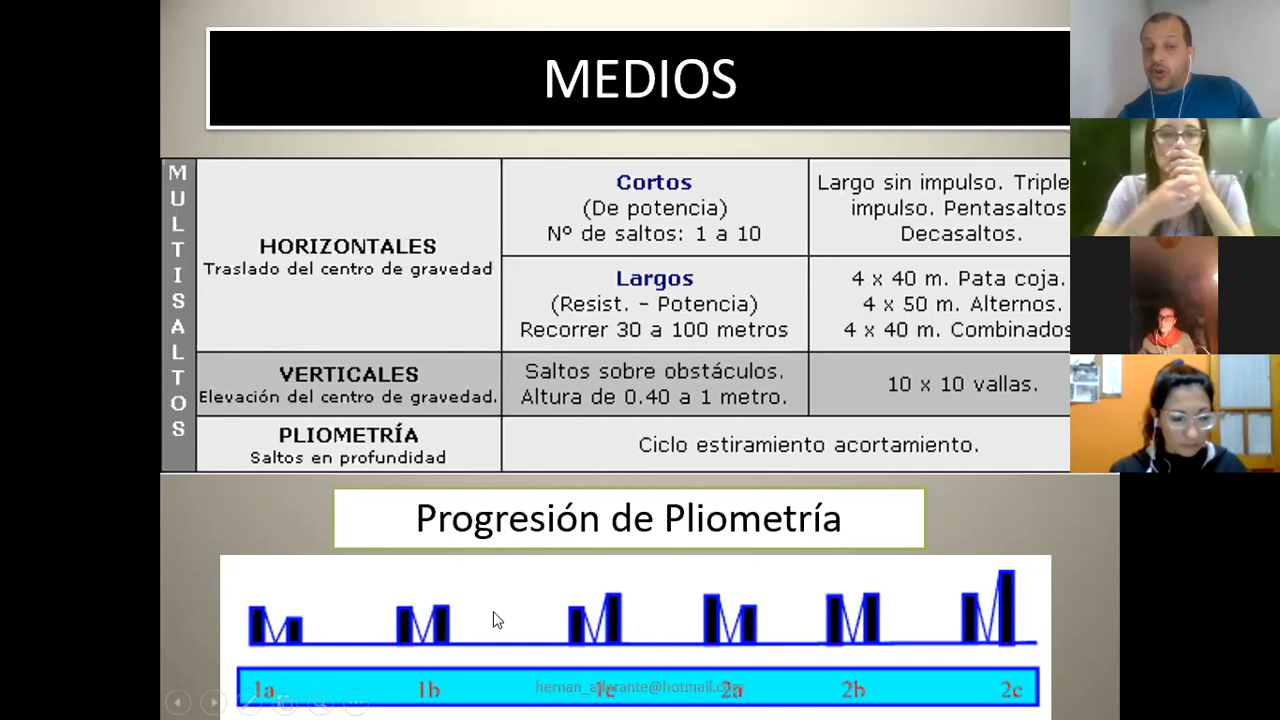 MEDIOS
MULTISALTOS
HORIZONTALES
Traslado del centro de gravedad
Cortos
(De potencia)
Nº de saltos: 1 a 10
Largo sin impulso. Triple
impulso. Pentasaltos
Decasaltos.
Largos
(Resist. - Potencia)
Recorrer 30 a 100 metros
4 x 40 m. Pata coja.
4 x 50 m. Alternos.
4 x 40 m. Combinados
VERTICALES
Elevación del centro de gravedad.
Saltos sobre obstáculos.
Altura de 0.40 a 1 metro.
10 x 10 vallas.
PLIOMETRÍA
Saltos en profundidad
Ciclo estiramiento acortamiento.
Progresión de Pliometría
1a 1b 1c 2a 2b 2c